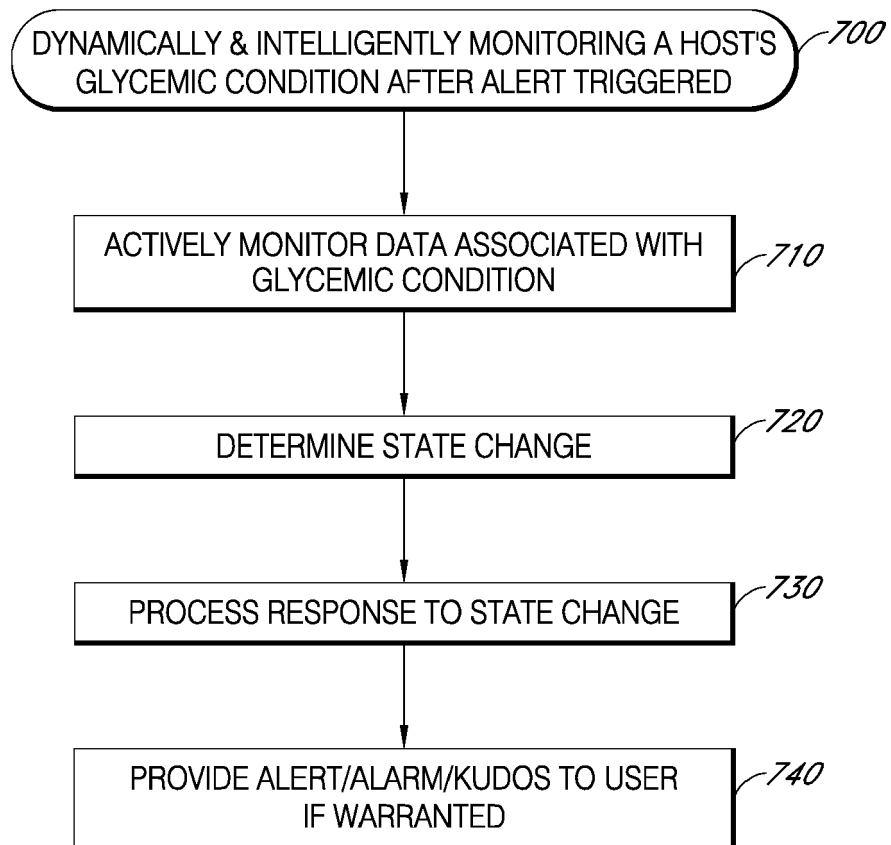 DYNAMICALLY & INTELLIGENTLY MONITORING A HOST'S
GLYCEMIC CONDITION AFTER ALERT TRIGGERED
700
ACTIVELY MONITOR DATA ASSOCIATED WITH
GLYCEMIC CONDITION
710
DETERMINE STATE CHANGE
720
PROCESS RESPONSE TO STATE CHANGE
730
PROVIDE ALERT/ALARM/KUDOS TO USER
IF WARRANTED
740